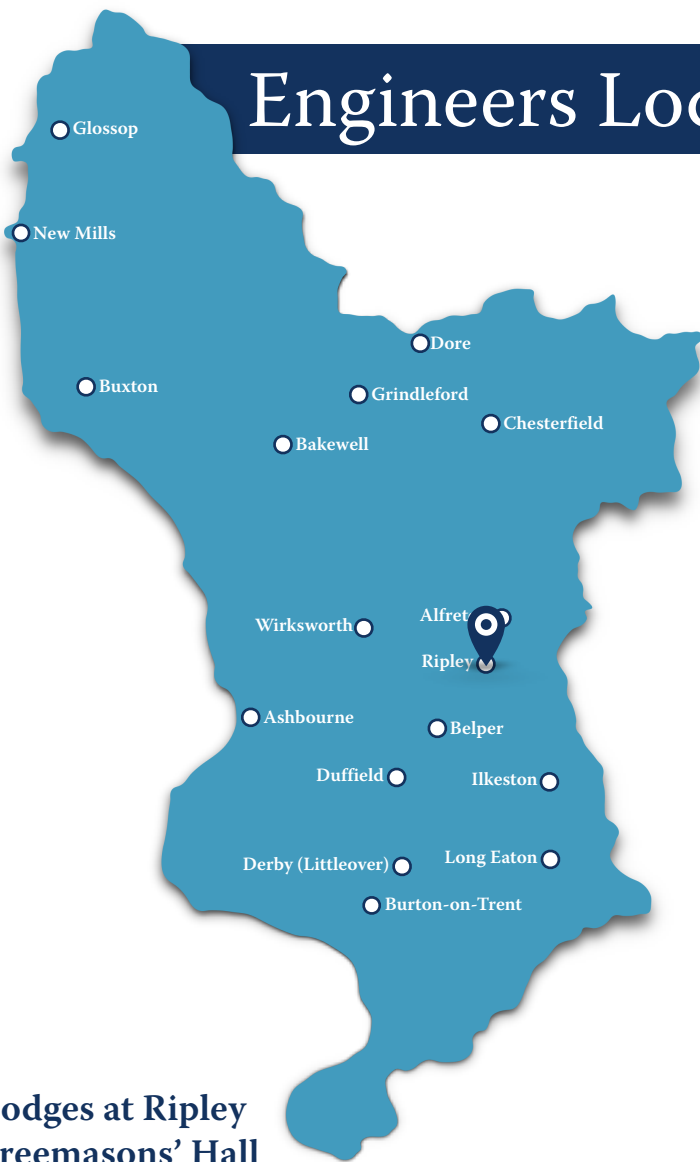 Engineers Loc
Glossop
New Mills
Dore
Buxton
Grindleford
Chesterfield
Bakewell
Alfret
Wirksworth
Ripley
Ashbourne
Belper
Duffield
Ilkeston
Long Eaton
Derby (Littleover)
Burton-on-Trent
odges at Ripley
reemasons’ Hall